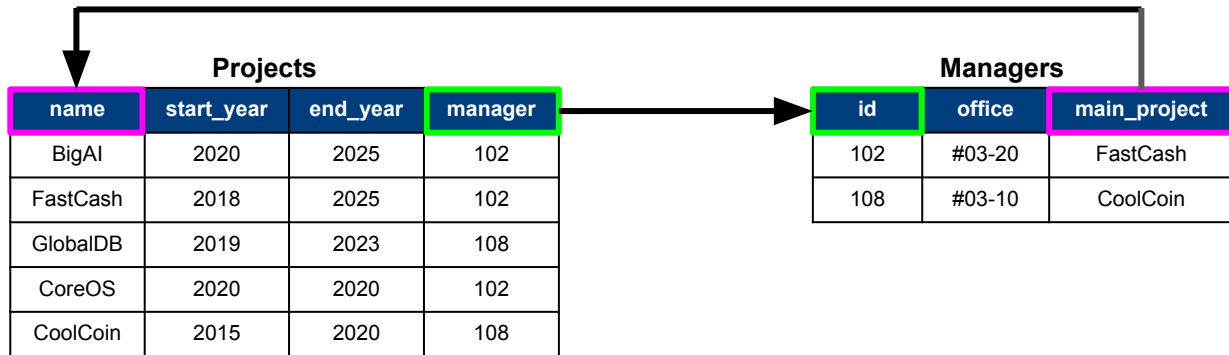 Projects
name start_year end_year manager
BigAI 2020 2025 102
FastCash 2018 2025 102
GlobalDB 2019 2023 108
CoreOS 2020 2020 102
CoolCoin 2015 2020 108
Managers
id office main_project
102 #03-20 FastCash
108 #03-10 CoolCoin